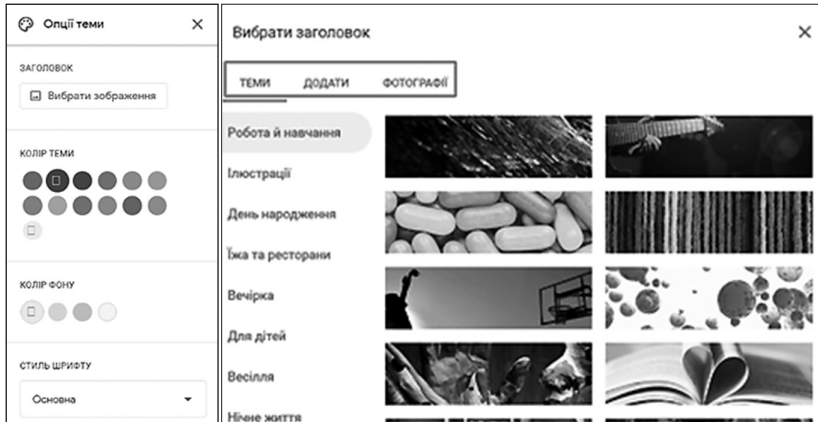 Опції теми
ЗАГОЛОВОК
Вибрати зображення
КОЛІР ТЕМИ
КОЛІР ФОНУ
СТИЛЬ ШРИФТУ
Основна
Вибрати заголовок
ТЕМИ ДОДАТИ ФОТОГРАФІЇ
Робота й навчання
Ілюстрації
День народження
Їжа та ресторани
Вечірка
Для дітей
Весілля
Нічне життя